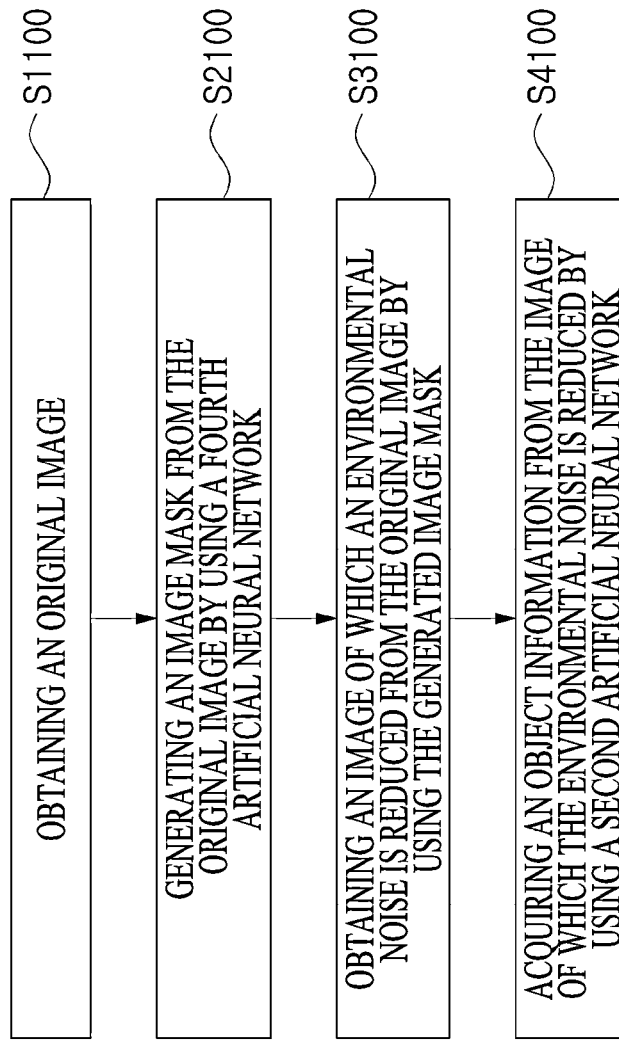 OBTAINING AN ORIGINAL IMAGE
S1100
GENERATING AN IMAGE MASK FROM THE
ORIGINAL IMAGE BY USING A FOURTH
ARTIFICIAL NEURAL NETWORK
S2100
OBTAINING AN IMAGE OF WHICH AN ENVIRONMENTAL
NOISE IS REDUCED FROM THE ORIGINAL IMAGE BY
USING THE GENERATED IMAGE MASK
S3100
ACQUIRING AN OBJECT INFORMATION FROM THE IMAGE
OF WHICH THE ENVIRONMENTAL NOISE IS REDUCED BY
USING A SECOND ARTIFICIAL NEURAL NETWORK
S4100